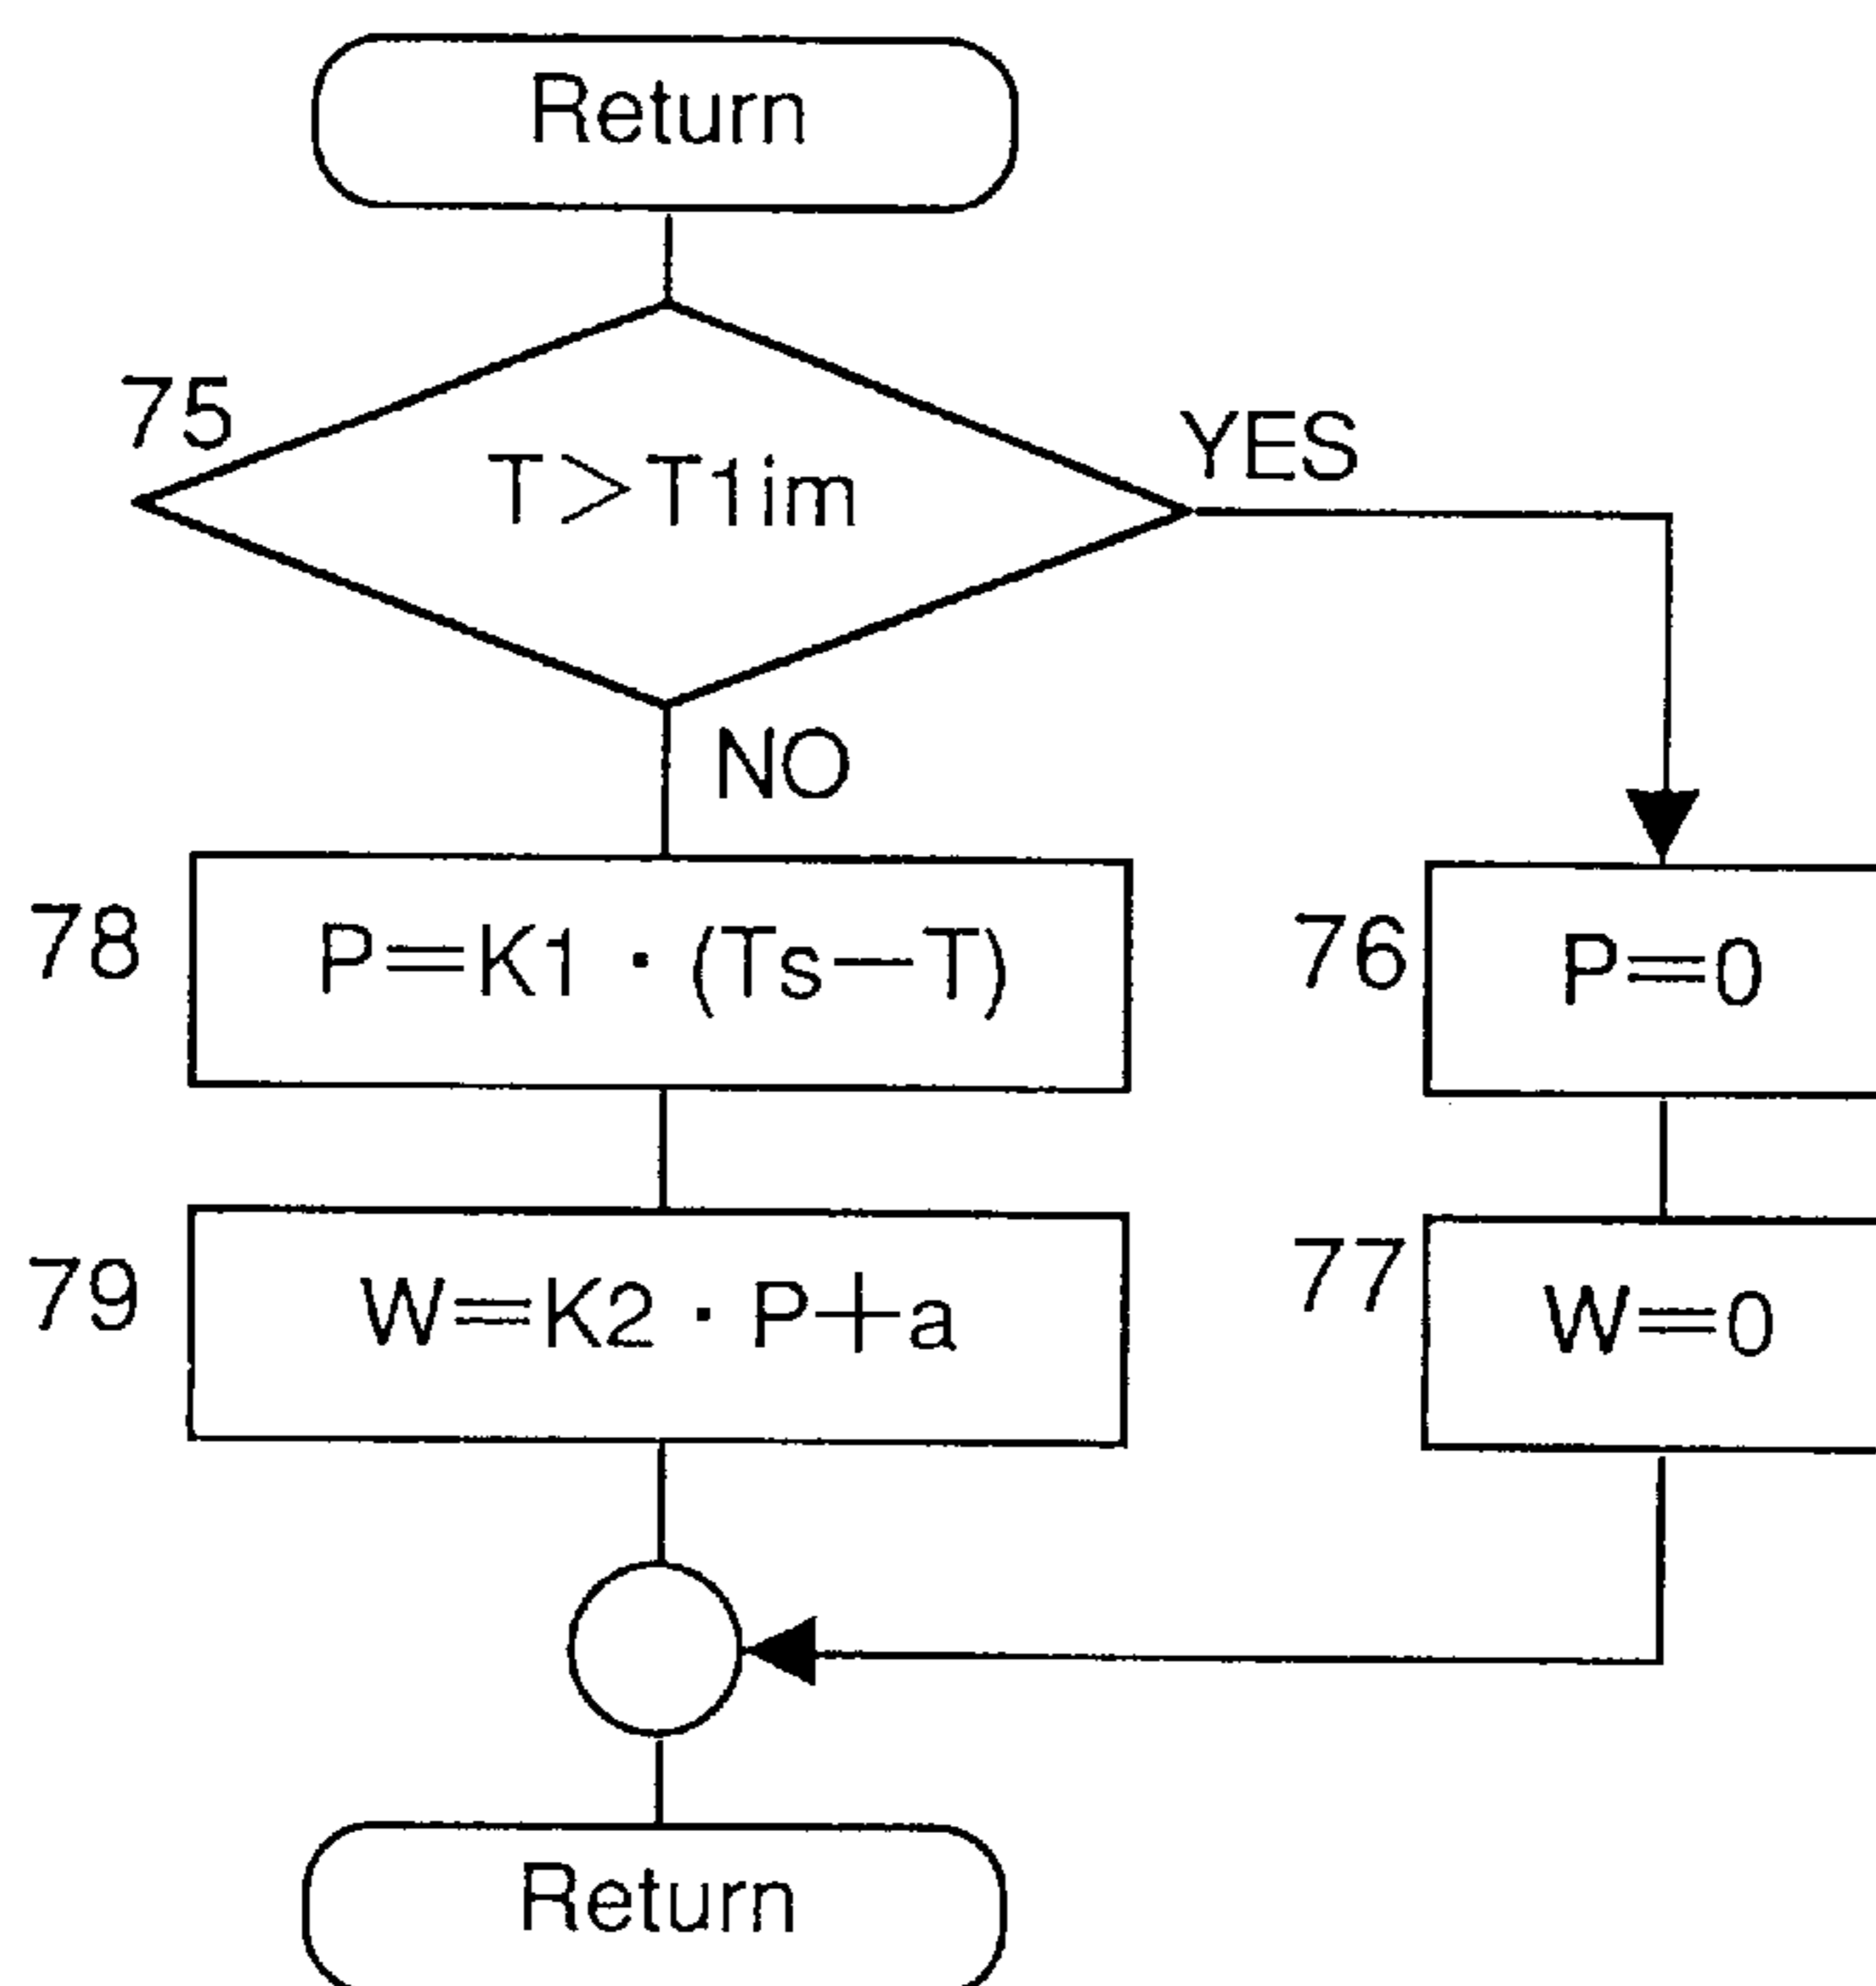 Return
75
T>T1im
YES
NO
78
P=K1・(Ts−T)
76
P=0
79
W=K2・P+a
77
W=0
Return